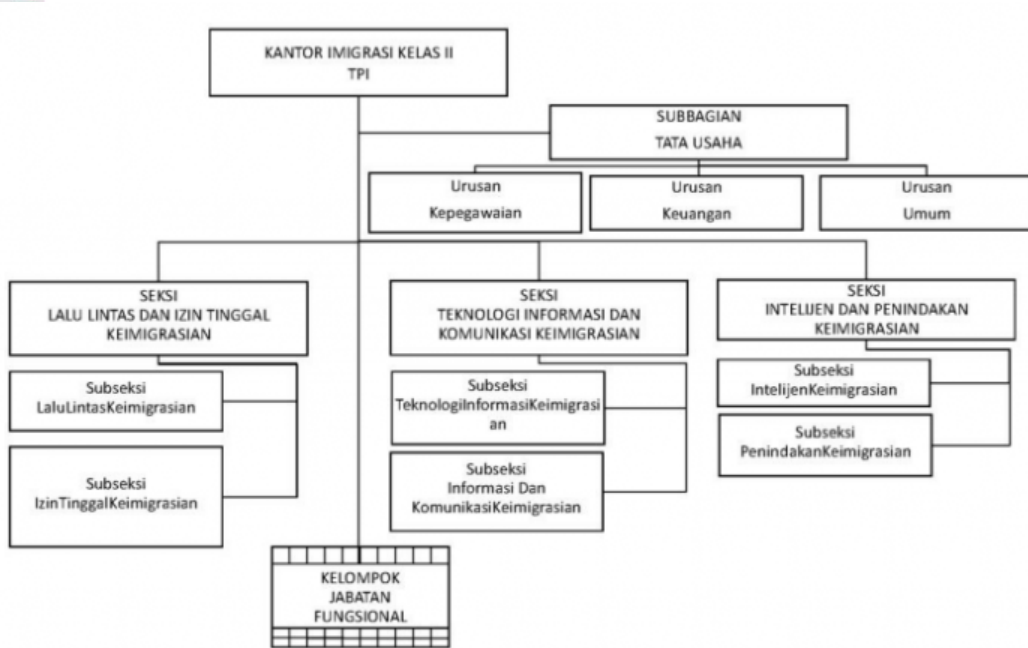 KANTOR IMIGRASI KELAS II
TPI
SUBBAGIAN
TATA USAHA
Urusan
Kepegawaian
Urusan
Keuangan
Urusan
Umum
SEKSI
LALU LINTAS DAN IZIN TINGGAL
KEIMIGRASIAN
SEKSI
TEKNOLOGI INFORMASI DAN
KOMUNIKASI KEIMIGRASIAN
SEKSI
INTELIJEN DAN PENINDAKAN
KEIMIGRASIAN
Subseksi
LaluLintasKeimigrasian
Subseksi
IzinTinggalKeimigrasian
Subseksi
TeknologiInformasiKeimigrasi
an
Subseksi
Informasi Dan
KomunikasiKeimigrasian
Subseksi
IntelijenKeimigrasian
Subseksi
PenindakanKeimigrasian
KELOMPOK
JABATAN
FUNGSIONAL